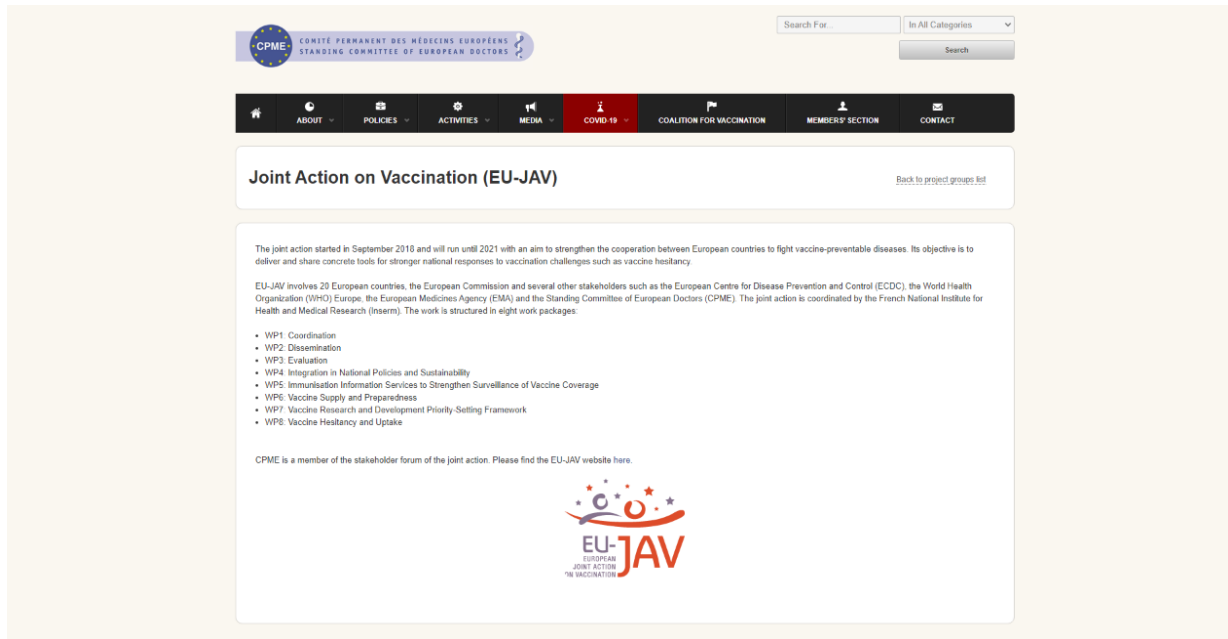 Search For...
In All Categories
Search
CPME
COMITÉ PERMANENT DES MÉDECINS EUROPÉENS
STANDING COMMITTEE OF EUROPEAN DOCTORS
ABOUT
POLICIES
ACTIVITIES
MEDIA
COVID-19
COALITION FOR VACCINATION
MEMBERS' SECTION
CONTACT
Joint Action on Vaccination (EU-JAV)
Back to project groups list
The joint action started in September 2018 and will run until 2021 with an aim to strengthen the cooperation between European countries to fight vaccine-preventable diseases. Its objective is to
deliver and share concrete tools for stronger national responses to vaccination challenges such as vaccine hesitancy.
EU-JAV involves 20 European countries, the European Commission and several other stakeholders such as the European Centre for Disease Prevention and Control (ECDC), the World Health
Organization (WHO) Europe, the European Medicines Agency (EMA) and the Standing Committee of European Doctors (CPME). The joint action is coordinated by the French National Institute for
Health and Medical Research (Inserm). The work is structured in eight work packages:
• WP1: Coordination
• WP2: Dissemination
• WP3: Evaluation
• WP4: Integration in National Policies and Sustainability
• WP5: Immunisation Information Services to Strengthen Surveillance of Vaccine Coverage
• WP6: Vaccine Supply and Preparedness
• WP7: Vaccine Research and Development Priority-Setting Framework
• WP8: Vaccine Hesitancy and Uptake
CPME is a member of the stakeholder forum of the joint action. Please find the EU-JAV website here.
EU-JAV
EUROPEAN
JOINT ACTION
ON VACCINATION